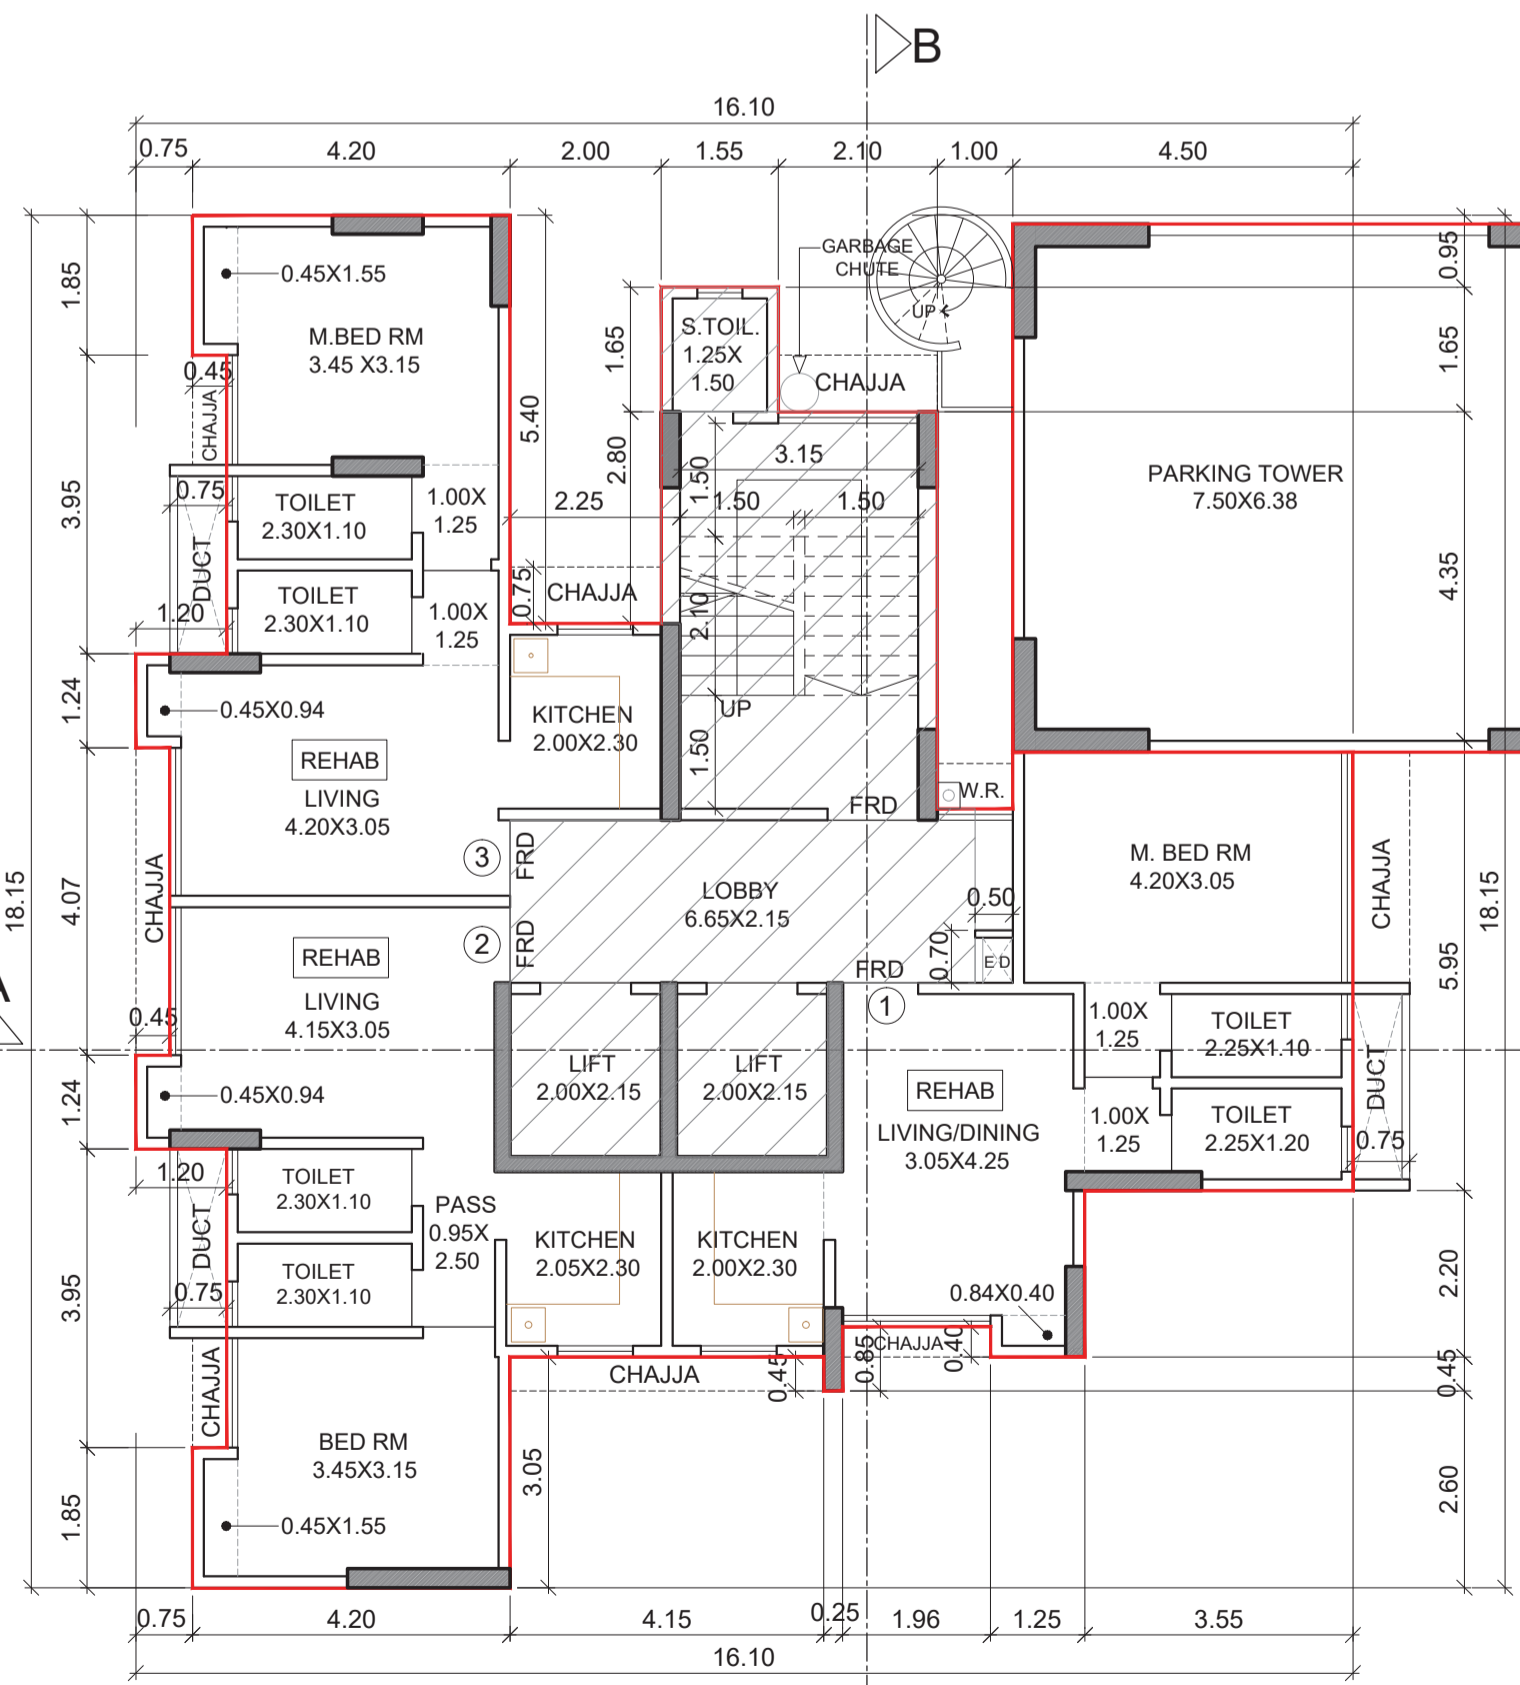 B
16.10
0.75
4.20
2.00
1.55
2.10
1.00
4.50
1.85
0.45X1.55
M.BED RM
3.45 X3.15
0.45
CHAJJA
5.40
1.65
S.TOIL.
1.25X
1.50
GARBAGE
CHUTE
UP
CHAJJA
0.95
1.65
2.80
3.15
1.50
1.50
1.50
2.25
PARKING TOWER
7.50X6.38
3.95
0.75
TOILET
2.30X1.10
1.00X
1.25
DUCT
TOILET
2.30X1.10
1.00X
1.25
1.20
0.75
CHAJJA
2.10
4.35
1.24
0.45X0.94
KITCHEN
2.00X2.30
UP
1.50
REHAB
LIVING
4.20X3.05
FRD
W.R.
3
FRD
M. BED RM
4.20X3.05
CHAJJA
18.15
4.07
CHAJJA
LOBBY
6.65X2.15
0.50
18.15
2
FRD
REHAB
LIVING
4.15X3.05
FRD
0.70
E D
5.95
1
A
0.45
1.00X
1.25
TOILET
2.25X1.10
LIFT
2.00X2.15
LIFT
2.00X2.15
REHAB
LIVING/DINING
3.05X4.25
DUCT
1.24
0.45X0.94
1.00X
1.25
TOILET
2.25X1.20
0.75
1.20
TOILET
2.30X1.10
PASS
0.95X
2.50
DUCT
KITCHEN
2.05X2.30
KITCHEN
2.00X2.30
TOILET
2.30X1.10
0.75
3.95
0.84X0.40
2.20
CHAJJA
CHAJJA
0.45
0.85
CHAJJA
0.40
0.45
BED RM
3.45X3.15
3.05
2.60
1.85
0.45X1.55
0.75
4.20
4.15
0.25
1.96
1.25
3.55
16.10